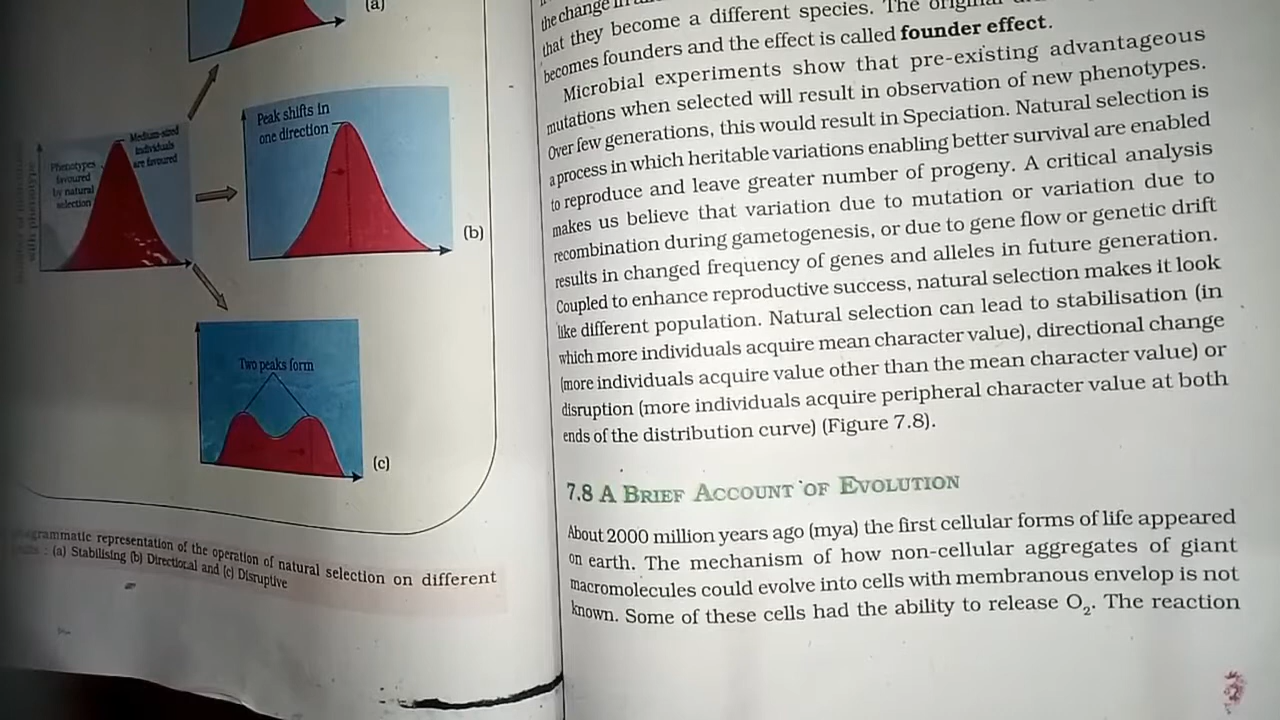 (a)
Peak shifts in
one direction
Medium-sized
individuals
are favoured
Phenotypes
favoured
by natural
selection
with phenotype
(b)
Two peaks form
(c)
grammatic representation of the operation of natural selection on different
: (a) Stabilising (b) Directional and (c) Disruptive
the change in
that they become a different species. The original
becomes founders and the effect is called founder effect.
Microbial experiments show that pre-existing advantageous
mutations when selected will result in observation of new phenotypes.
Over few generations, this would result in Speciation. Natural selection is
a process in which heritable variations enabling better survival are enabled
to reproduce and leave greater number of progeny. A critical analysis
makes us believe that variation due to mutation or variation due to
recombination during gametogenesis, or due to gene flow or genetic drift
results in changed frequency of genes and alleles in future generation.
Coupled to enhance reproductive success, natural selection makes it look
like different population. Natural selection can lead to stabilisation (in
which more individuals acquire mean character value), directional change
(more individuals acquire value other than the mean character value) or
disruption (more individuals acquire peripheral character value at both
ends of the distribution curve) (Figure 7.8).
7.8 A BRIEF ACCOUNT OF EVOLUTION
About 2000 million years ago (mya) the first cellular forms of life appeared
on earth. The mechanism of how non-cellular aggregates of giant
macromolecules could evolve into cells with membranous envelop is not
known. Some of these cells had the ability to release O₂. The reaction